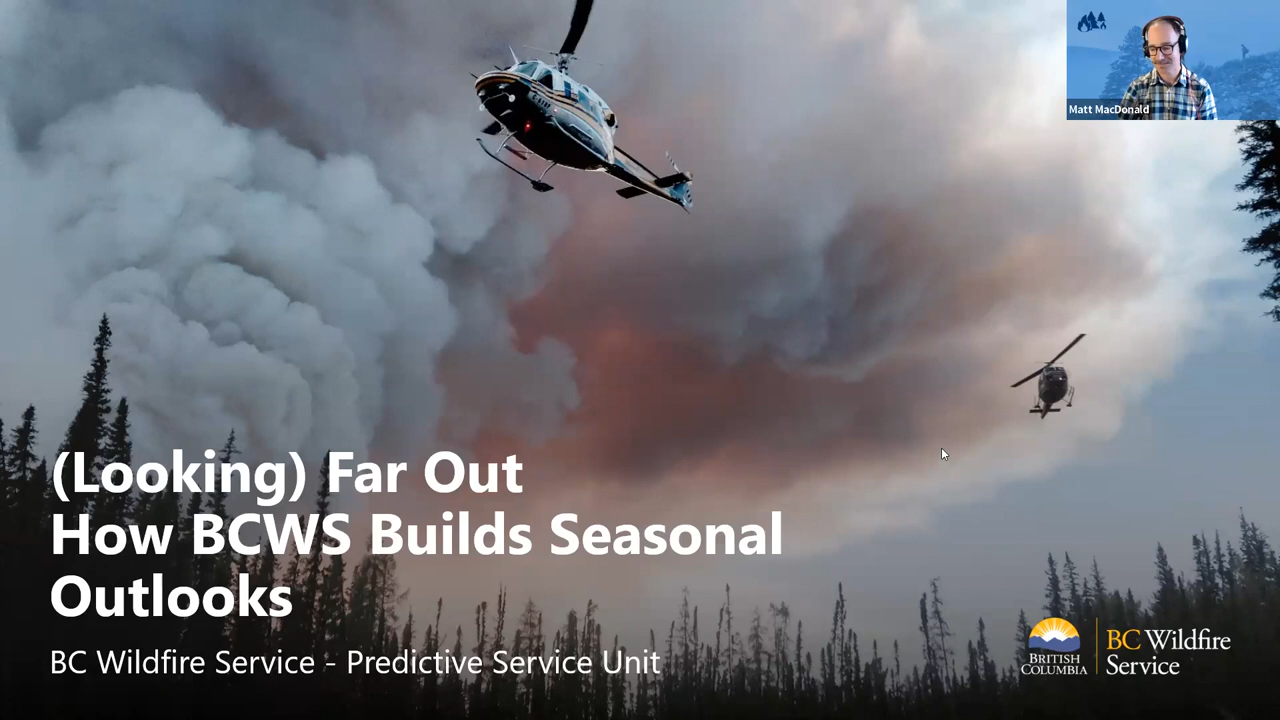 Matt MacDonald
(Looking) Far Out
How BCWS Builds Seasonal
Outlooks
BC Wildfire Service - Predictive Service Unit
BRITISH
COLUMBIA
BC Wildfire
Service